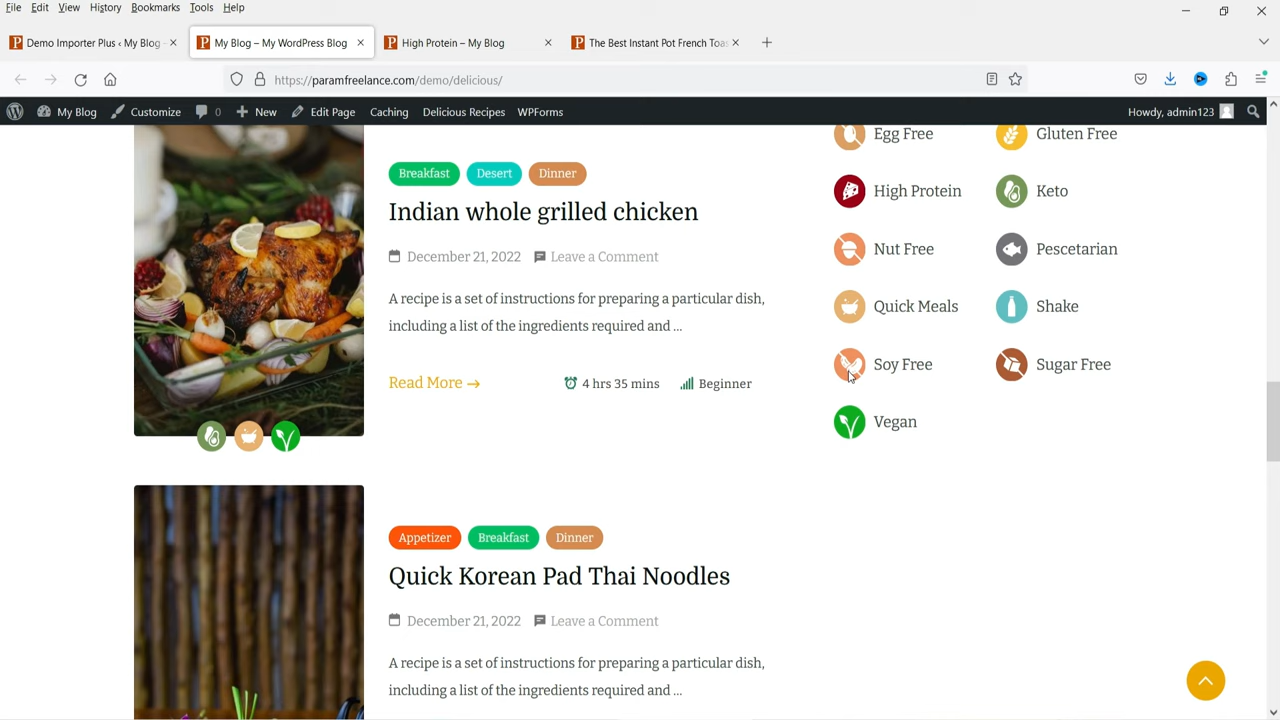 File Edit View History Bookmarks Tools Help
Demo Importer Plus ‹ My Blog
My Blog – My WordPress Blog
High Protein – My Blog
The Best Instant Pot French Toas
https://paramfreelance.com/demo/delicious/
My Blog Customize 0 New Edit Page Caching Delicious Recipes WPForms Howdy, admin123
Breakfast Desert Dinner
Indian whole grilled chicken
December 21, 2022 Leave a Comment
A recipe is a set of instructions for preparing a particular dish,
including a list of the ingredients required and ...
Read More → 4 hrs 35 mins Beginner
Appetizer Breakfast Dinner
Quick Korean Pad Thai Noodles
December 21, 2022 Leave a Comment
A recipe is a set of instructions for preparing a particular dish,
including a list of the ingredients required and ...
Egg Free Gluten Free
High Protein Keto
Nut Free Pescetarian
Quick Meals Shake
Soy Free Sugar Free
Vegan